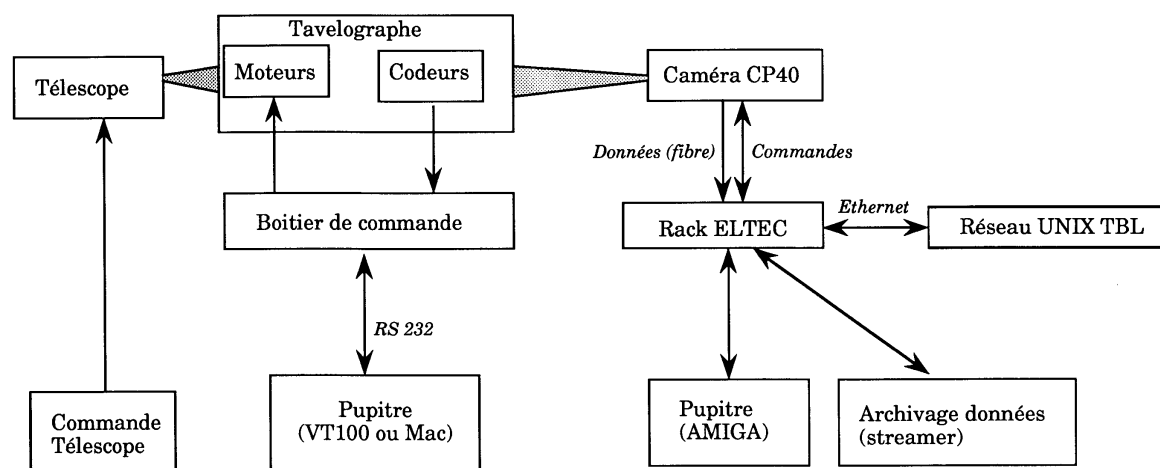 Tavelographe
Télescope
Moteurs
Codeurs
Caméra CP40
Données (fibre)
Commandes
Boitier de commande
Rack ELTEC
Ethernet
Réseau UNIX TBL
RS 232
Commande
Télescope
Pupitre
(VT100 ou Mac)
Pupitre
(AMIGA)
Archivage données
(streamer)